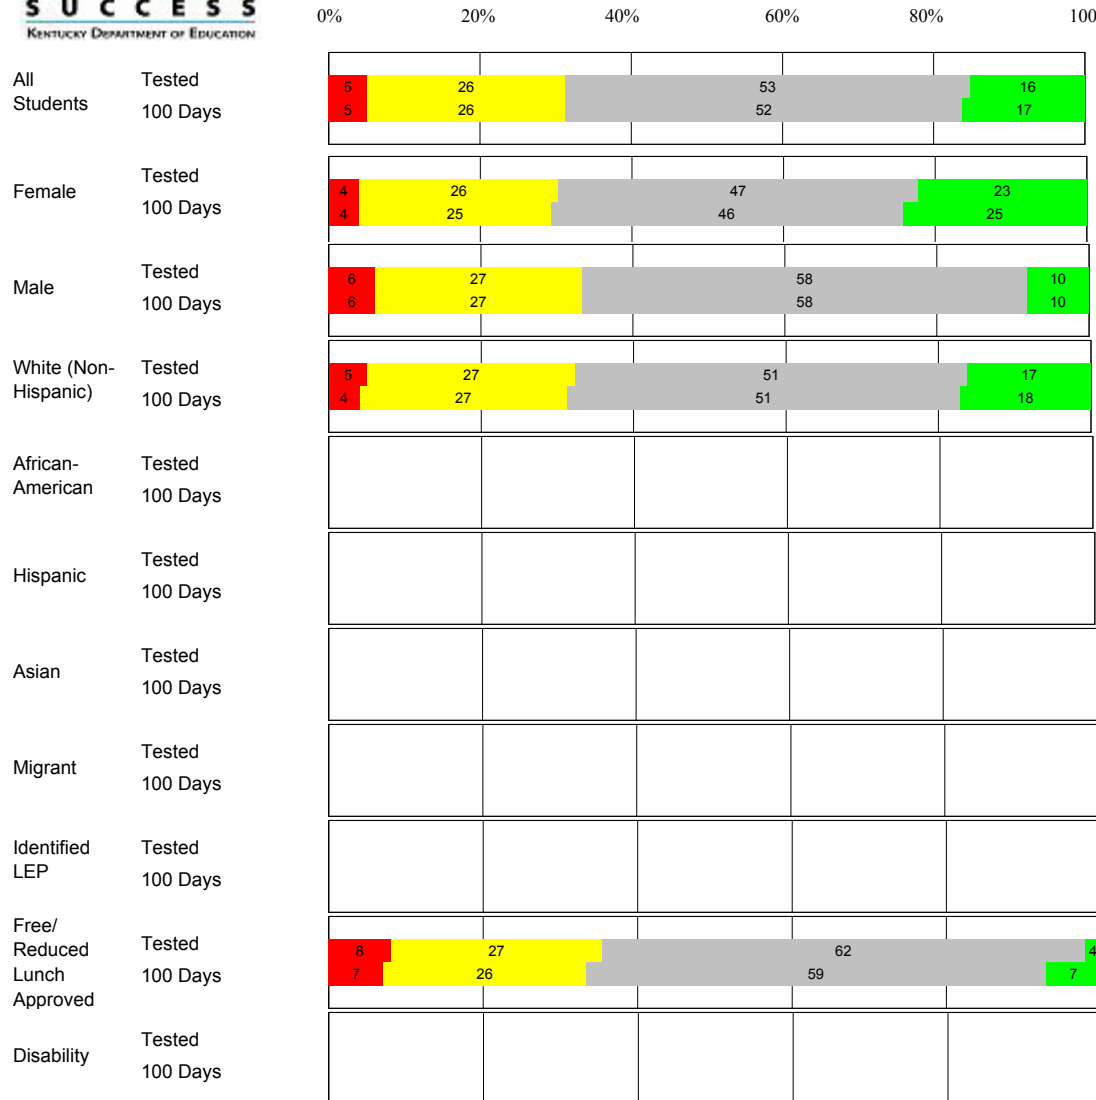 SUCCESS
KENTUCKY DEPARTMENT OF EDUCATION
0% 20% 40% 60% 80% 100
All Students
Tested 5 26 53 16
100 Days 5 26 52 17
Female
Tested 4 26 47 23
100 Days 4 25 46 25
Male
Tested 6 27 58 10
100 Days 6 27 58 10
White (Non-
Hispanic)
Tested 5 27 51 17
100 Days 4 27 51 18
African-
American
Tested
100 Days
Hispanic
Tested
100 Days
Asian
Tested
100 Days
Migrant
Tested
100 Days
Identified
LEP
Tested
100 Days
Free/
Reduced
Lunch
Approved
Tested 8 27 62 4
100 Days 7 26 59 7
Disability
Tested
100 Days